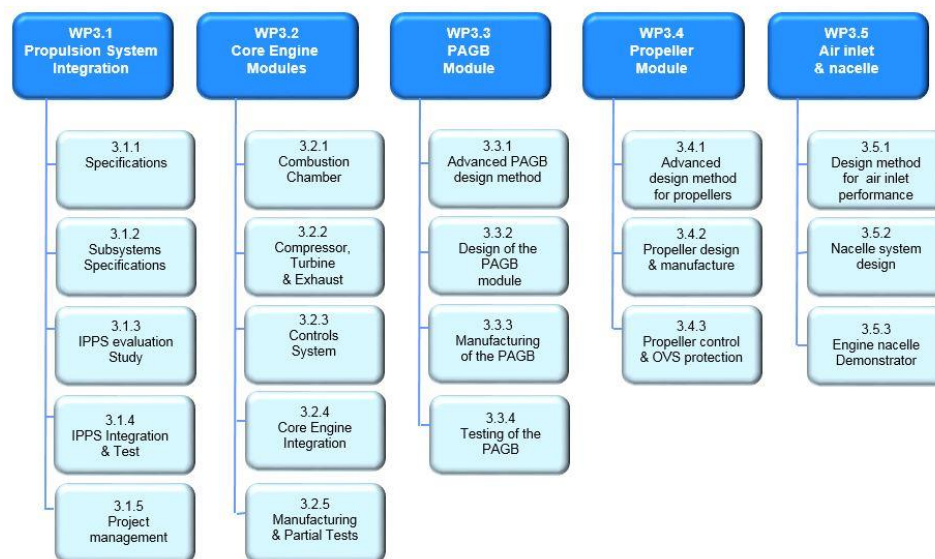 WP3.1
Propulsion System
Integration
3.1.1
Specifications
3.1.2
Subsystems
Specifications
3.1.3
IPPS evaluation
Study
3.1.4
IPPS Integration
& Test
3.1.5
Project
management
WP3.2
Core Engine
Modules
3.2.1
Combustion
Chamber
3.2.2
Compressor,
Turbine
& Exhaust
3.2.3
Controls
System
3.2.4
Core Engine
Integration
3.2.5
Manufacturing
& Partial Tests
WP3.3
PAGB
Module
3.3.1
Advanced PAGB
design method
3.3.2
Design of the
PAGB
module
3.3.3
Manufacturing
of the PAGB
3.3.4
Testing of the
PAGB
WP3.4
Propeller
Module
3.4.1
Advanced
design method
for propellers
3.4.2
Propeller design
& manufacture
3.4.3
Propeller control
& OVS protection
WP3.5
Air inlet
& nacelle
3.5.1
Design method
for air inlet
performance
3.5.2
Nacelle system
design
3.5.3
Engine nacelle
Demonstrator